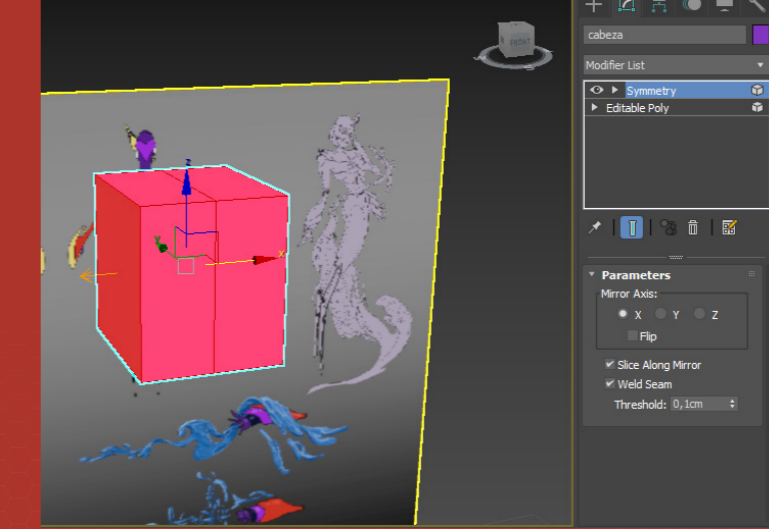 FRONT
cabeza
Modifier List
Symmetry
Editable Poly
z
x
Parameters
Mirror Axis:
X Y Z
Flip
Slice Along Mirror
Weld Seam
Threshold: 0,1cm